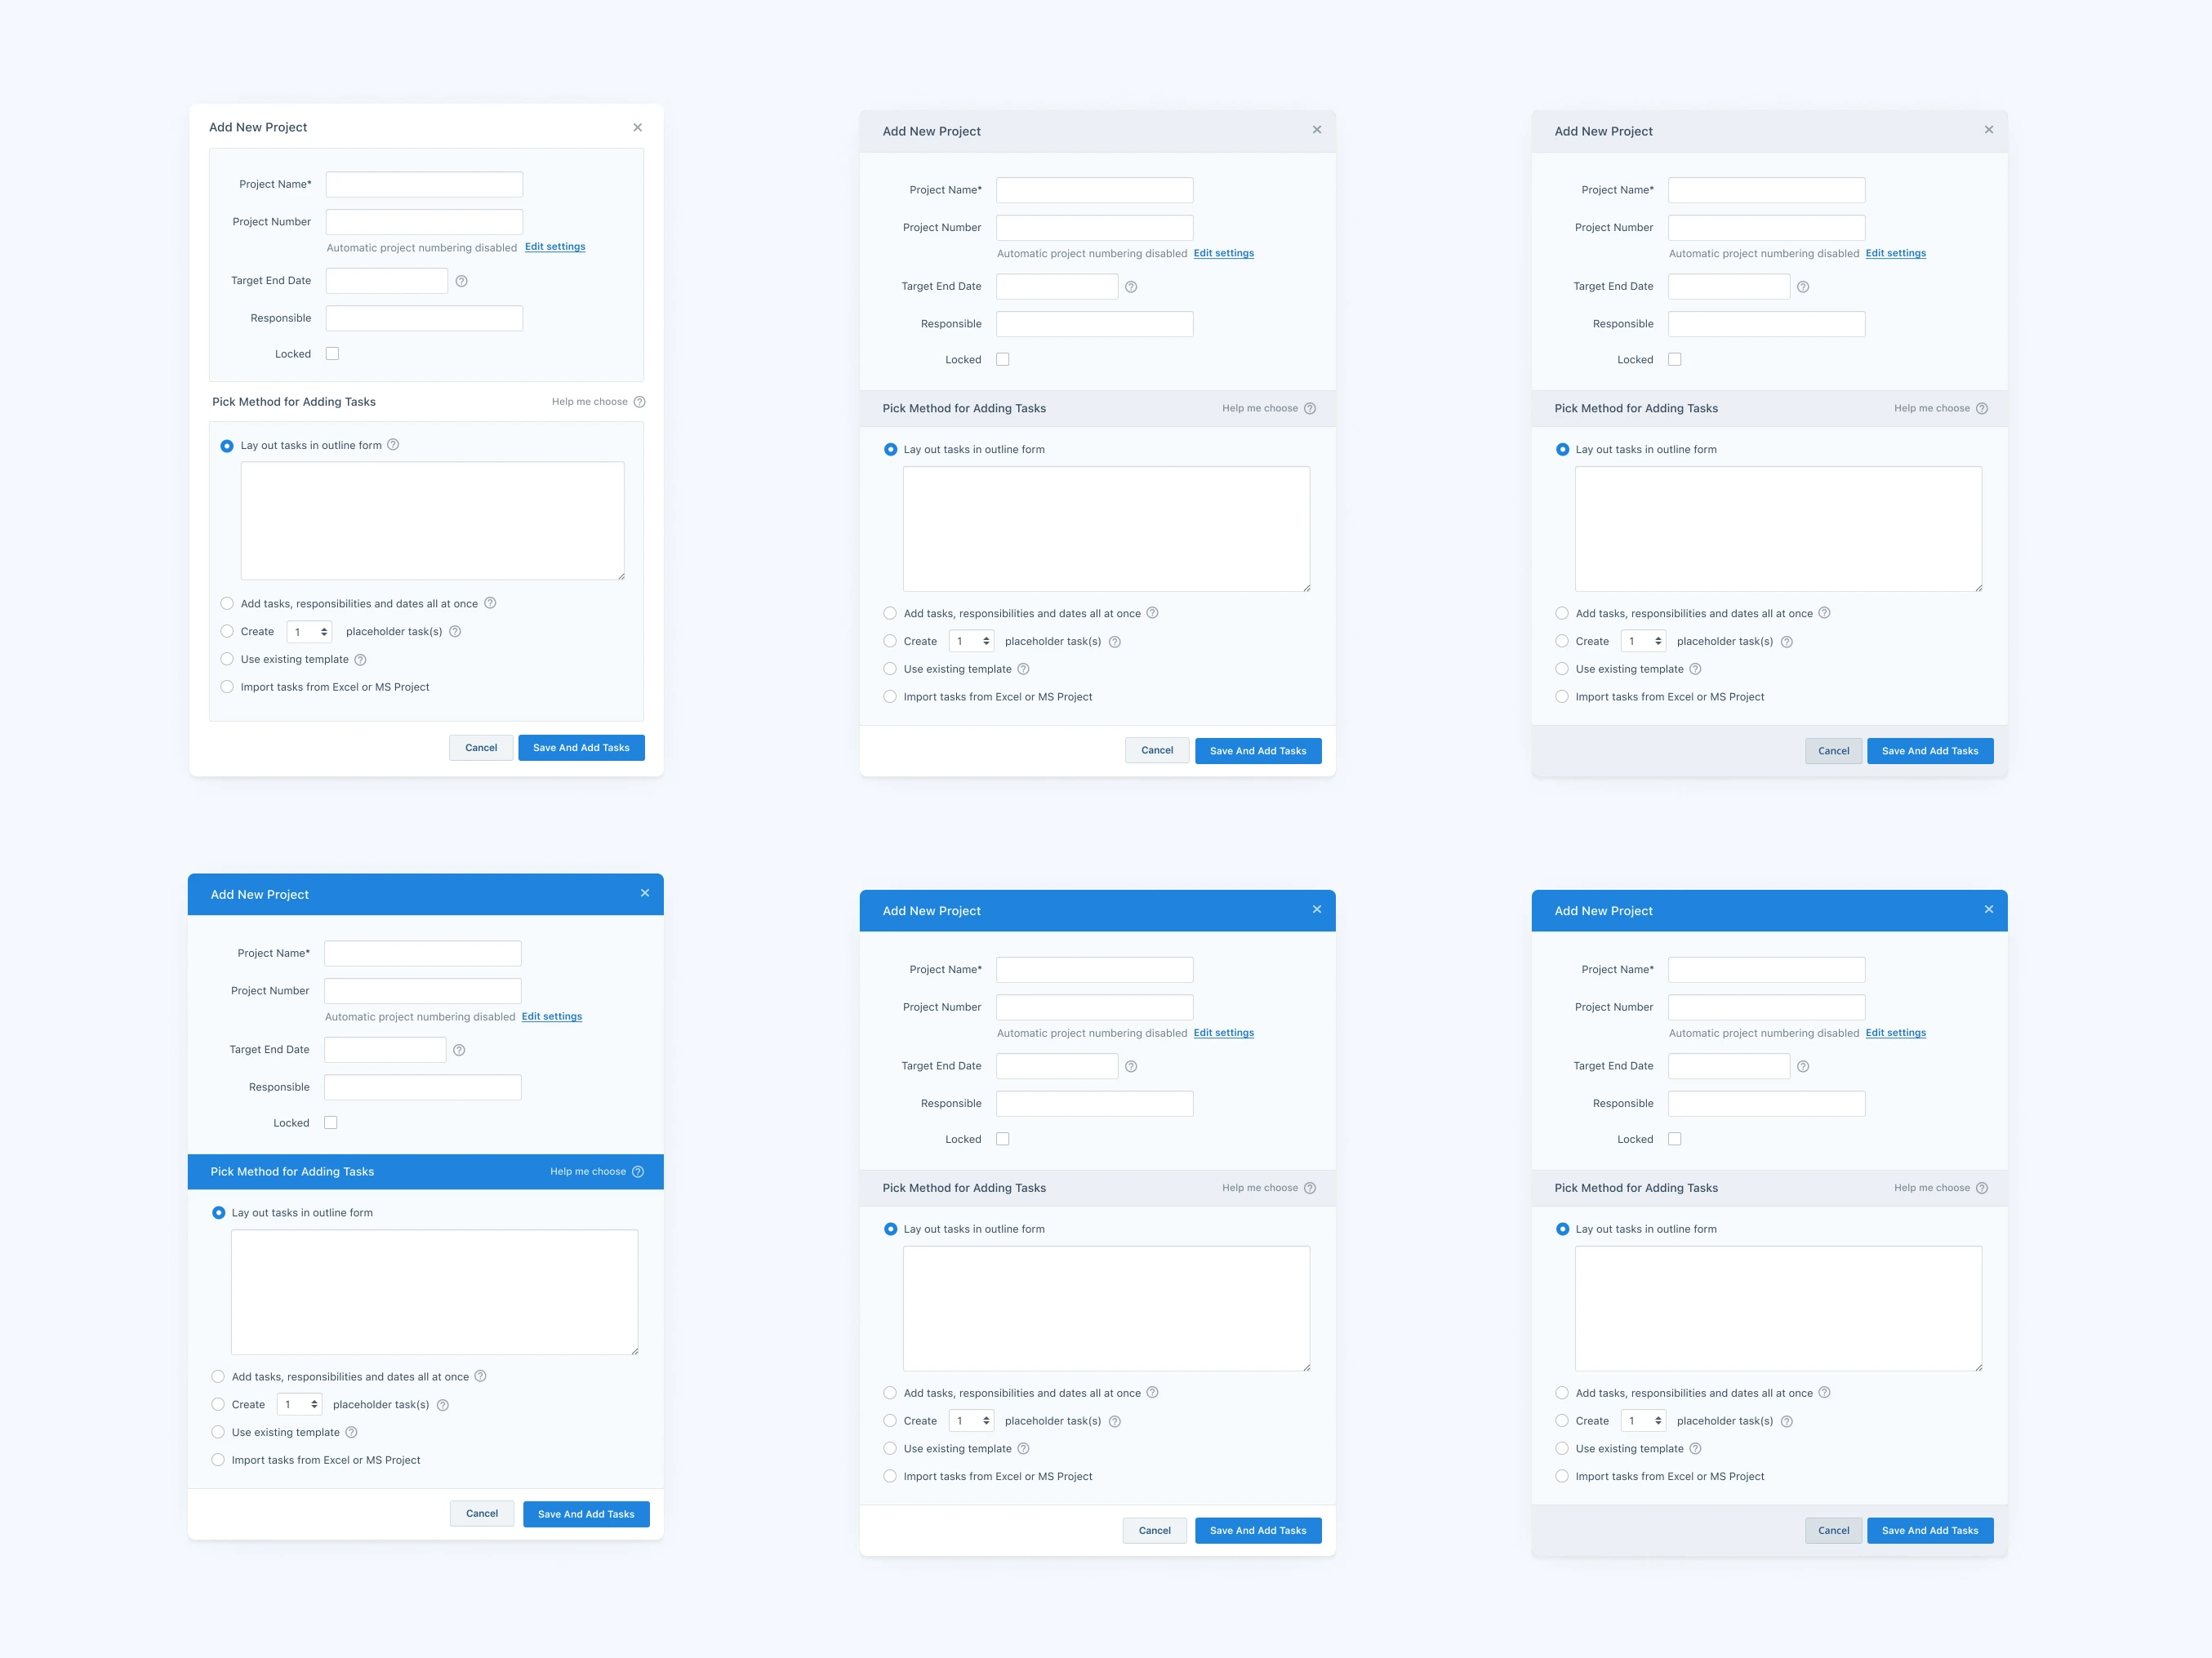 Add New Project ✕
Project Name*
Project Number
Automatic project numbering disabled Edit settings
Target End Date ?
Responsible
Locked
Pick Method for Adding Tasks Help me choose ?
Lay out tasks in outline form ?
Add tasks, responsibilities and dates all at once ?
Create 1 placeholder task(s) ?
Use existing template ?
Import tasks from Excel or MS Project
Cancel Save And Add Tasks
Add New Project ✕
Project Name*
Project Number
Automatic project numbering disabled Edit settings
Target End Date ?
Responsible
Locked
Pick Method for Adding Tasks Help me choose ?
Lay out tasks in outline form
Add tasks, responsibilities and dates all at once ?
Create 1 placeholder task(s) ?
Use existing template ?
Import tasks from Excel or MS Project
Cancel Save And Add Tasks
Add New Project ✕
Project Name*
Project Number
Automatic project numbering disabled Edit settings
Target End Date ?
Responsible
Locked
Pick Method for Adding Tasks Help me choose ?
Lay out tasks in outline form
Add tasks, responsibilities and dates all at once ?
Create 1 placeholder task(s) ?
Use existing template ?
Import tasks from Excel or MS Project
Cancel Save And Add Tasks
Add New Project ✕
Project Name*
Project Number
Automatic project numbering disabled Edit settings
Target End Date ?
Responsible
Locked
Pick Method for Adding Tasks Help me choose ?
Lay out tasks in outline form
Add tasks, responsibilities and dates all at once ?
Create 1 placeholder task(s) ?
Use existing template ?
Import tasks from Excel or MS Project
Cancel Save And Add Tasks
Add New Project ✕
Project Name*
Project Number
Automatic project numbering disabled Edit settings
Target End Date ?
Responsible
Locked
Pick Method for Adding Tasks Help me choose ?
Lay out tasks in outline form
Add tasks, responsibilities and dates all at once ?
Create 1 placeholder task(s) ?
Use existing template ?
Import tasks from Excel or MS Project
Cancel Save And Add Tasks
Add New Project ✕
Project Name*
Project Number
Automatic project numbering disabled Edit settings
Target End Date ?
Responsible
Locked
Pick Method for Adding Tasks Help me choose ?
Lay out tasks in outline form
Add tasks, responsibilities and dates all at once ?
Create 1 placeholder task(s) ?
Use existing template ?
Import tasks from Excel or MS Project
Cancel Save And Add Tasks